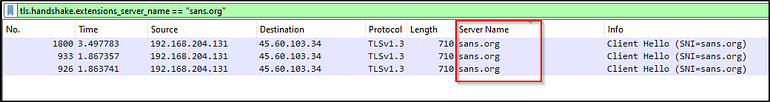 tls.handshake.extensions_server_name == "sans.org"
No. Time Source Destination Protocol Length Server Name Info
1800 3.497783 192.168.204.131 45.60.103.34 TLSv1.3 710 sans.org Client Hello (SNI=sans.org)
933 1.863357 192.168.204.131 45.60.103.34 TLSv1.3 710 sans.org Client Hello (SNI=sans.org)
926 1.863741 192.168.204.131 45.60.103.34 TLSv1.3 710 sans.org Client Hello (SNI=sans.org)